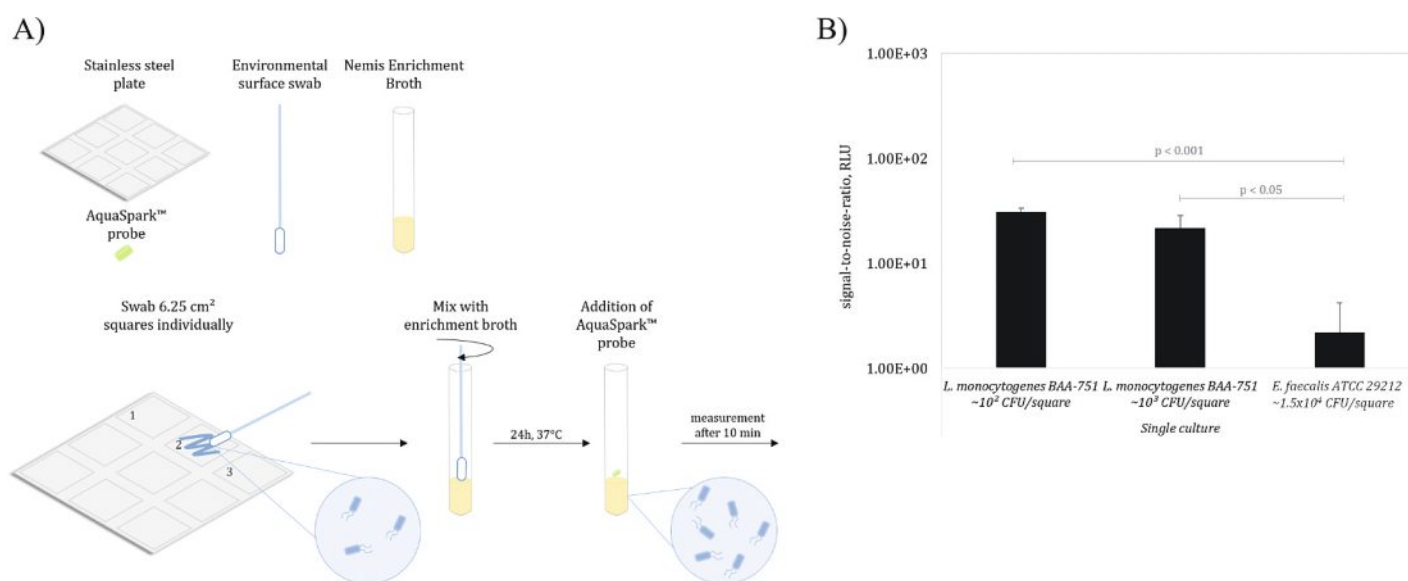 A)
Stainless steel
plate
Environmental
surface swab
Nemis Enrichment
Broth
AquaSpark™
probe
Swab 6.25 cm²
squares individually
Mix with
enrichment broth
Addition of
AquaSpark™
probe
1
2
3
24h, 37°C
measurement
after 10 min
B)
signal-to-noise-ratio, RLU
1.00E+03
1.00E+02
1.00E+01
1.00E+00
p < 0.001
p < 0.05
L. monocytogenes BAA-751
~10² CFU/square
L. monocytogenes BAA-751
~10³ CFU/square
E. faecalis ATCC 29212
~1.5x10⁴ CFU/square
Single culture